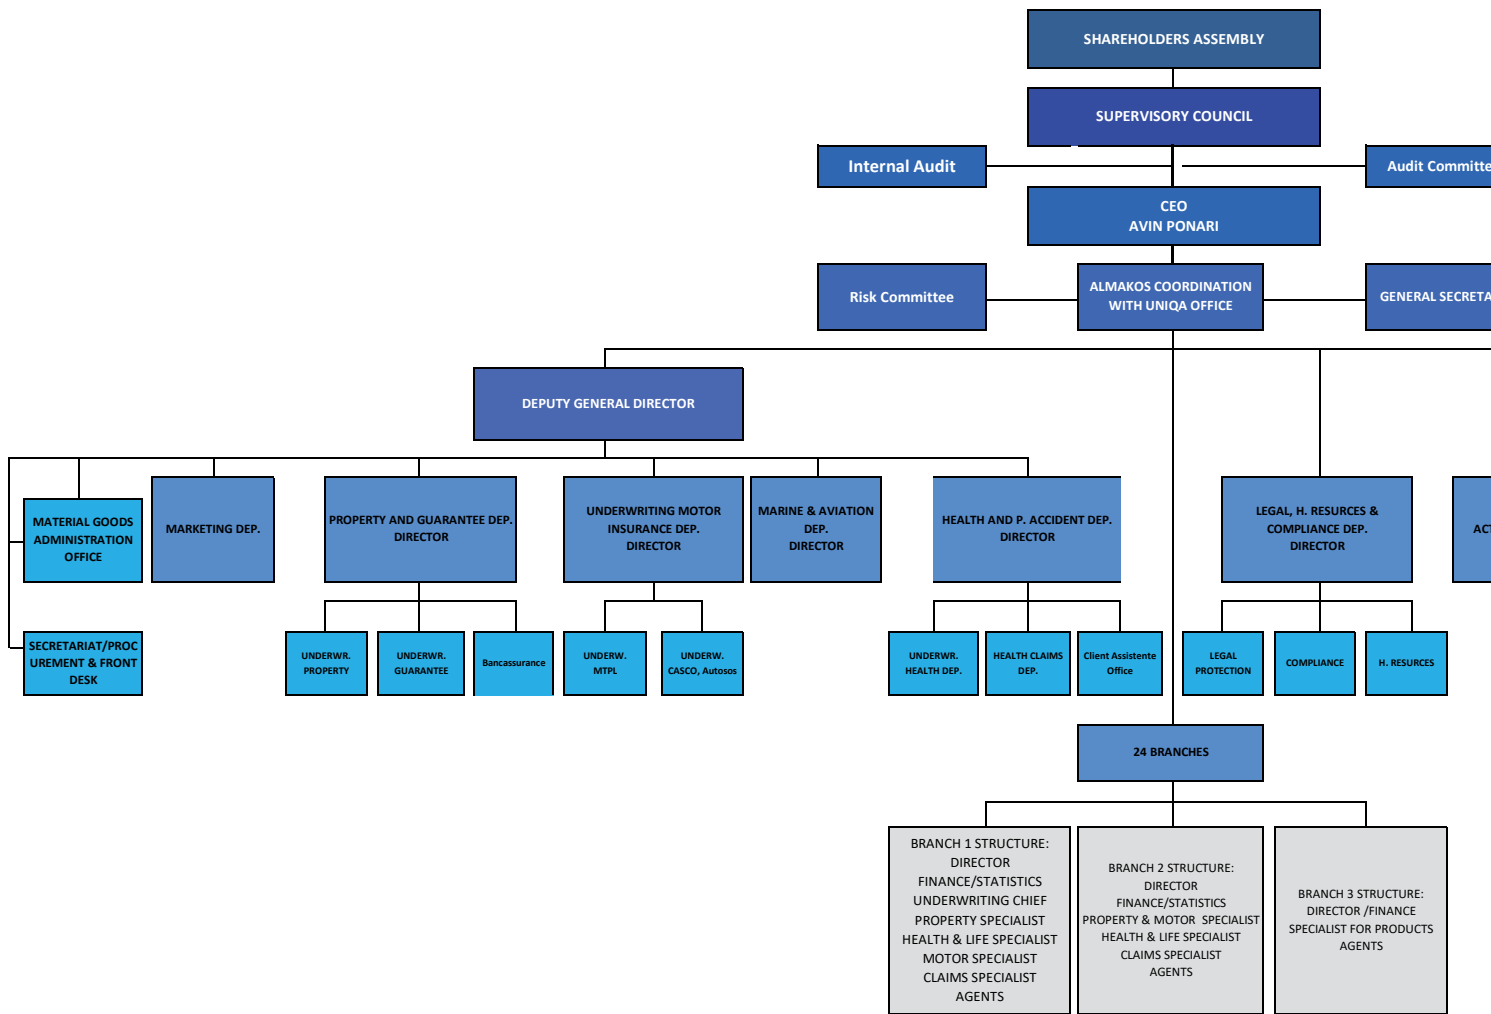 SHAREHOLDERS ASSEMBLY
SUPERVISORY COUNCIL
Internal Audit
Audit Committe
CEO
AVIN PONARI
Risk Committee
ALMAKOS COORDINATION
WITH UNIQA OFFICE
GENERAL SECRETA
DEPUTY GENERAL DIRECTOR
MATERIAL GOODS
ADMINISTRATION
OFFICE
MARKETING DEP.
PROPERTY AND GUARANTEE DEP.
DIRECTOR
UNDERWRITING MOTOR
INSURANCE DEP.
DIRECTOR
MARINE & AVIATION
DEP.
DIRECTOR
HEALTH AND P. ACCIDENT DEP.
DIRECTOR
LEGAL, H. RESURCES &
COMPLIANCE DEP.
DIRECTOR
ACT
SECRETARIAT/PROC
UREMENT & FRONT
DESK
UNDERWR.
PROPERTY
UNDERWR.
GUARANTEE
Bancassurance
UNDERW.
MTPL
UNDERW.
CASCO, Autosos
UNDERWR.
HEALTH DEP.
HEALTH CLAIMS
DEP.
Client Assistente
Office
LEGAL
PROTECTION
COMPLIANCE
H. RESURCES
24 BRANCHES
BRANCH 1 STRUCTURE:
DIRECTOR
FINANCE/STATISTICS
UNDERWRITING CHIEF
PROPERTY SPECIALIST
HEALTH & LIFE SPECIALIST
MOTOR SPECIALIST
CLAIMS SPECIALIST
AGENTS
BRANCH 2 STRUCTURE:
DIRECTOR
FINANCE/STATISTICS
PROPERTY & MOTOR  SPECIALIST
HEALTH & LIFE SPECIALIST
CLAIMS SPECIALIST
AGENTS
BRANCH 3 STRUCTURE:
DIRECTOR /FINANCE
SPECIALIST FOR PRODUCTS
AGENTS